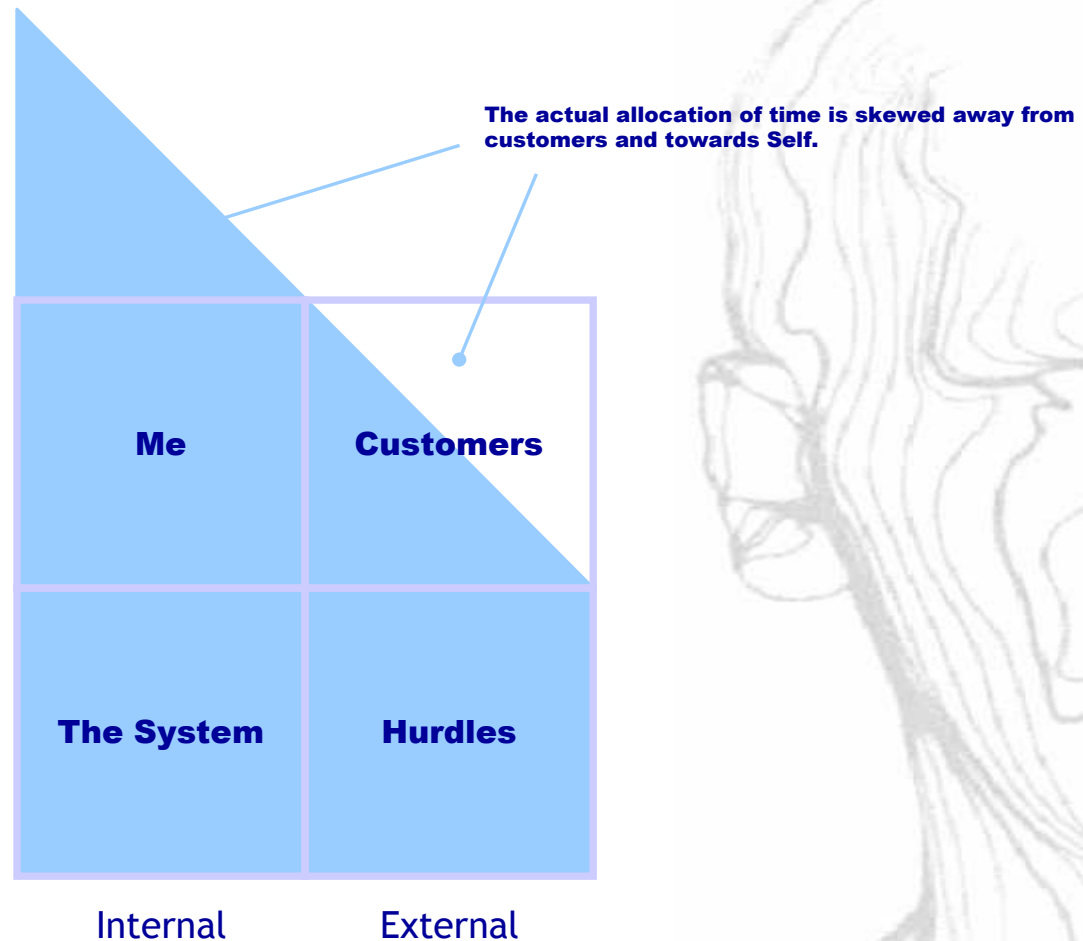 The actual allocation of time is skewed away from
customers and towards Self.
Me
Customers
The System
Hurdles
Internal
External